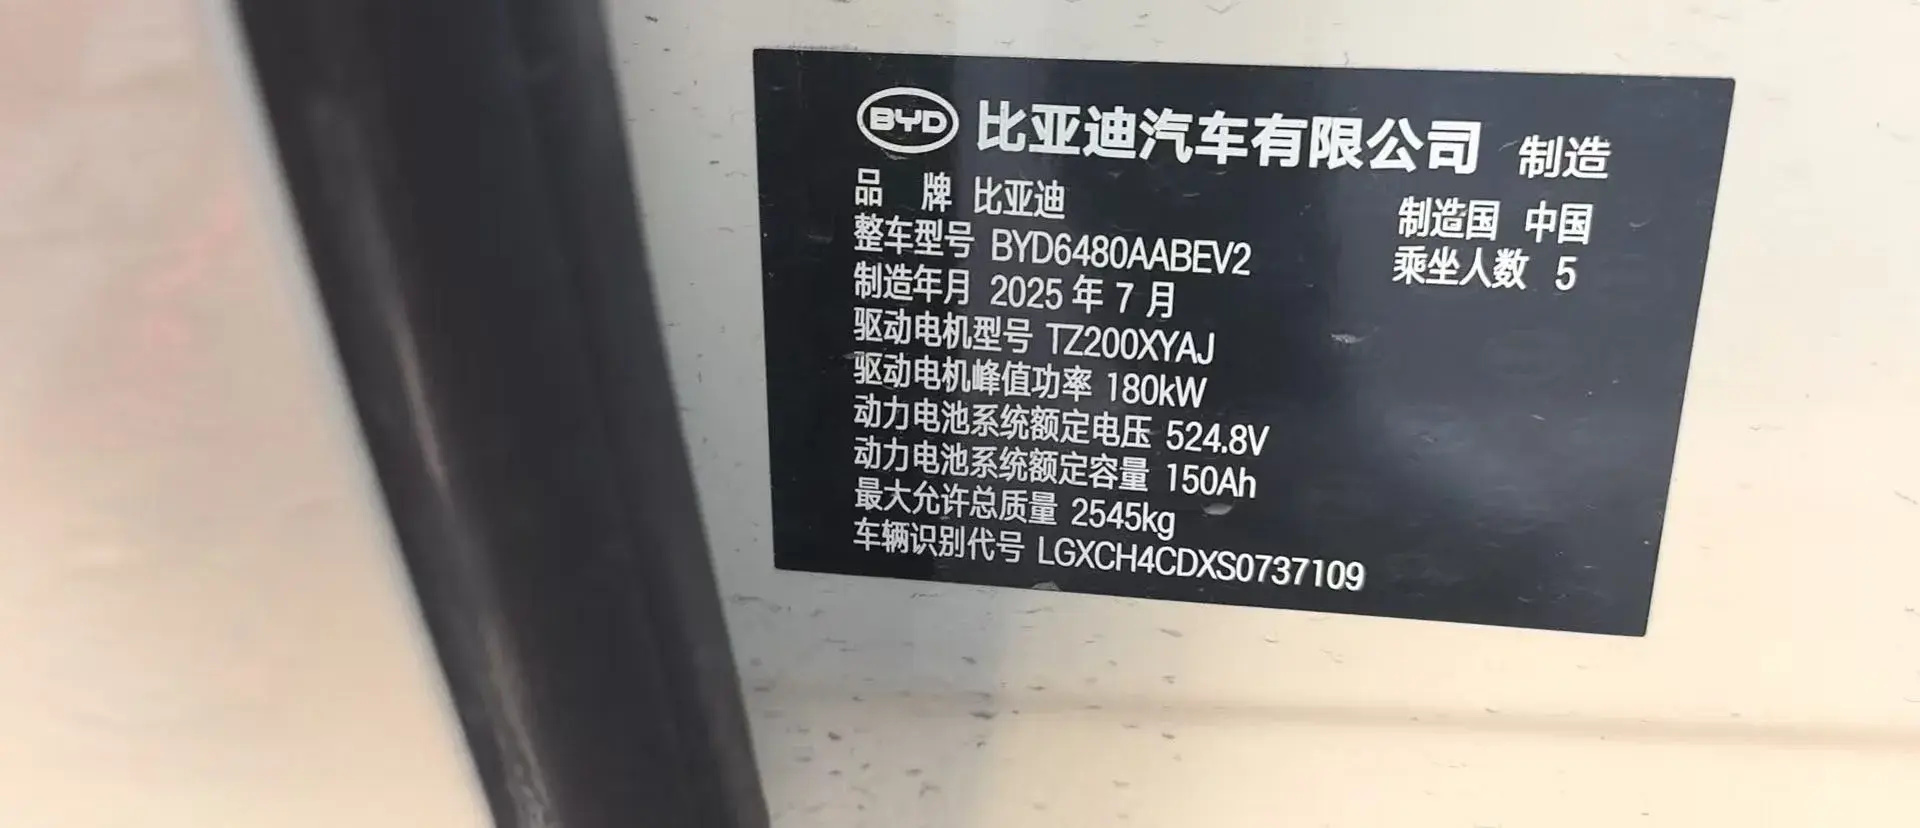 BYD 比亚迪汽车有限公司 制造
品 牌 比亚迪 制造国 中国
整车型号 BYD6480AABEV2 乘坐人数 5
制造年月 2025 年 7 月
驱动电机型号 TZ200XYAJ
驱动电机峰值功率 180kW
动力电池系统额定电压 524.8V
动力电池系统额定容量 150Ah
最大允许总质量 2545kg
车辆识别代号 LGXCH4CDXS0737109